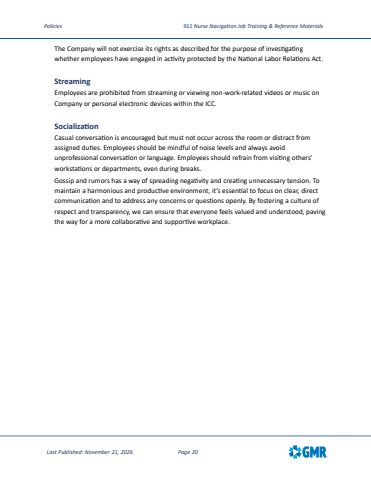 Policies 911 Nurse Navigation Job Training & Reference Materials
The Company will not exercise its rights as described for the purpose of investigating
whether employees have engaged in activity protected by the National Labor Relations Act.
Streaming
Employees are prohibited from streaming or viewing non-work-related videos or music on
Company or personal electronic devices within the ICC.
Socialization
Casual conversation is encouraged but must not occur across the room or distract from
assigned duties. Employees should be mindful of noise levels and always avoid
unprofessional conversation or language. Employees should refrain from visiting others'
workstations or departments, even during breaks.
Gossip and rumors has a way of spreading negativity and creating unnecessary tension. To
maintain a harmonious and productive environment, it's essential to focus on clear, direct
communication and to address any concerns or questions openly. By fostering a culture of
respect and transparency, we can ensure that everyone feels valued and understood, paving
the way for a more collaborative and supportive workplace.
Last Published: November 21, 2026 Page 20 GMR